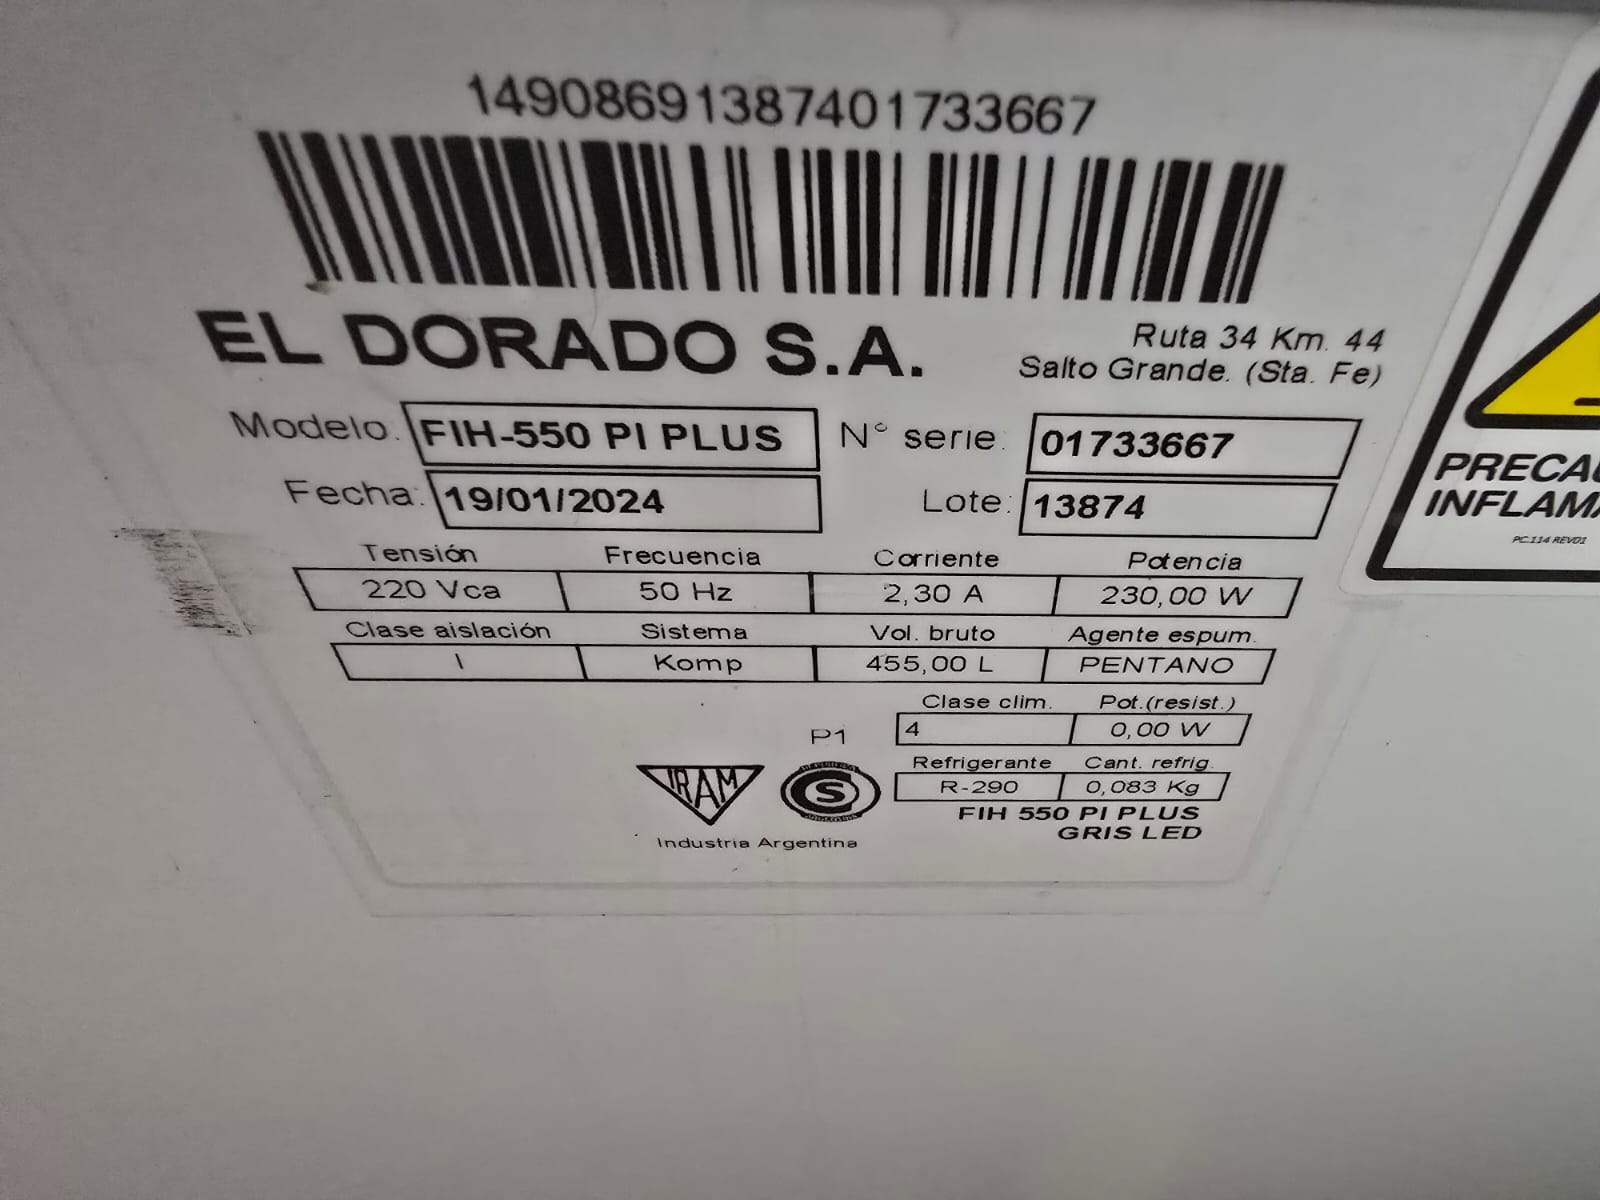 14908691387401733667
EL DORADO S.A.
Ruta 34 Km. 44
Salto Grande. (Sta. Fe)
Modelo: FIH-550 PI PLUS
N° serie: 01733667
Fecha: 19/01/2024
Lote: 13874
Tensión Frecuencia Corriente Potencia
220 Vca 50 Hz 2,30 A 230,00 W
Clase aislación Sistema Vol. bruto Agente espum.
I Komp 455,00 L PENTANO
Clase clim. Pot.(resist.)
4 0,00 W
P1
Refrigerante Cant. refrig.
R-290 0,083 Kg
IRAM
S
FIH 550 PI PLUS
GRIS LED
Industria Argentina
PRECAU
INFLAMA
PC.114 REV01